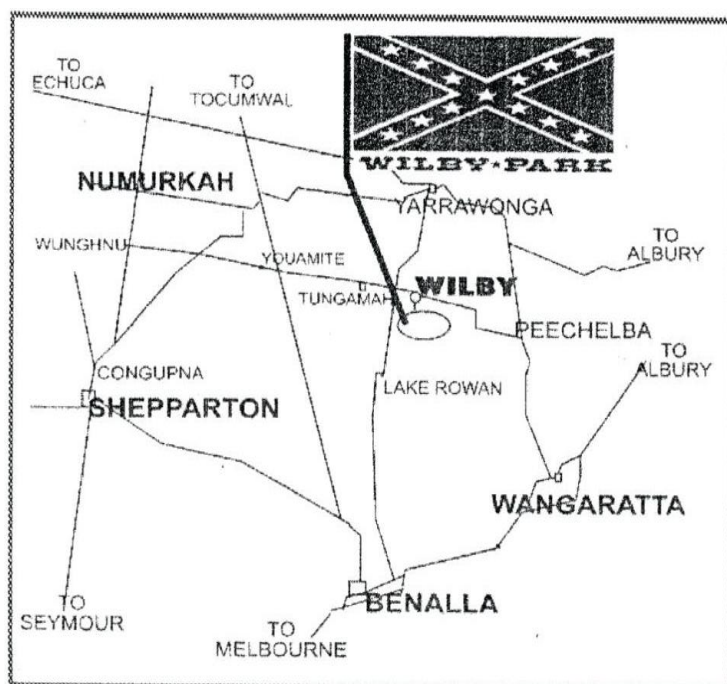 TO
ECHUCA
TO
TOCUMWAL
WILBY★PARK
NUMURKAH
YARRAWONGA
WUNGHNU
YOUAMITE
TO
ALBURY
WILBY
TUNGAMAH
PEECHELBA
TO
ALBURY
CONGUPNA
LAKE ROWAN
SHEPPARTON
WANGARATTA
BENALLA
TO
SEYMOUR
TO
MELBOURNE